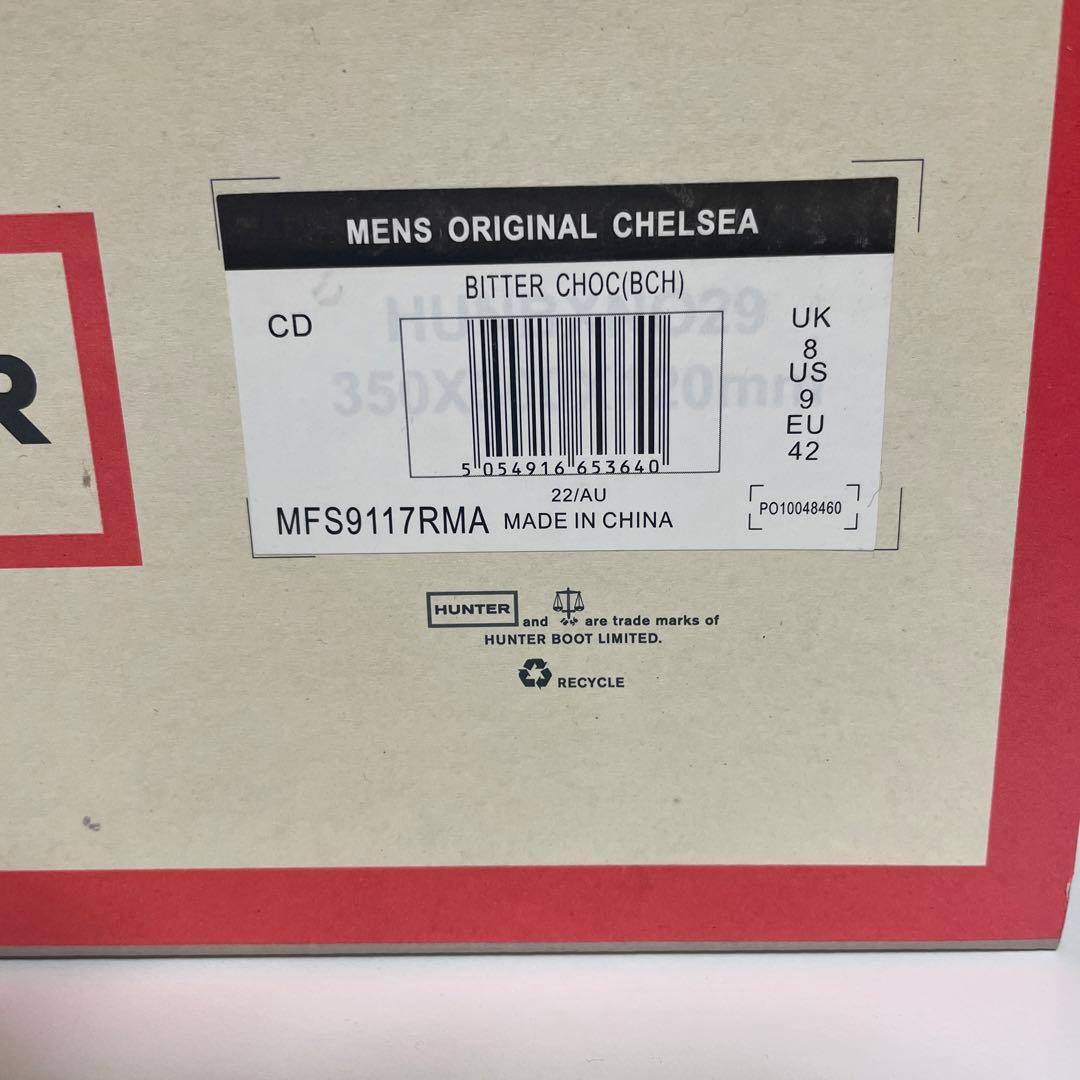 R
MENS ORIGINAL CHELSEA
BITTER CHOC(BCH)
CD
5 054916 653640
UK
8
US
9
EU
42
22/AU
MFS9117RMA MADE IN CHINA
PO10048460
HUNTER and are trade marks of
HUNTER BOOT LIMITED.
RECYCLE